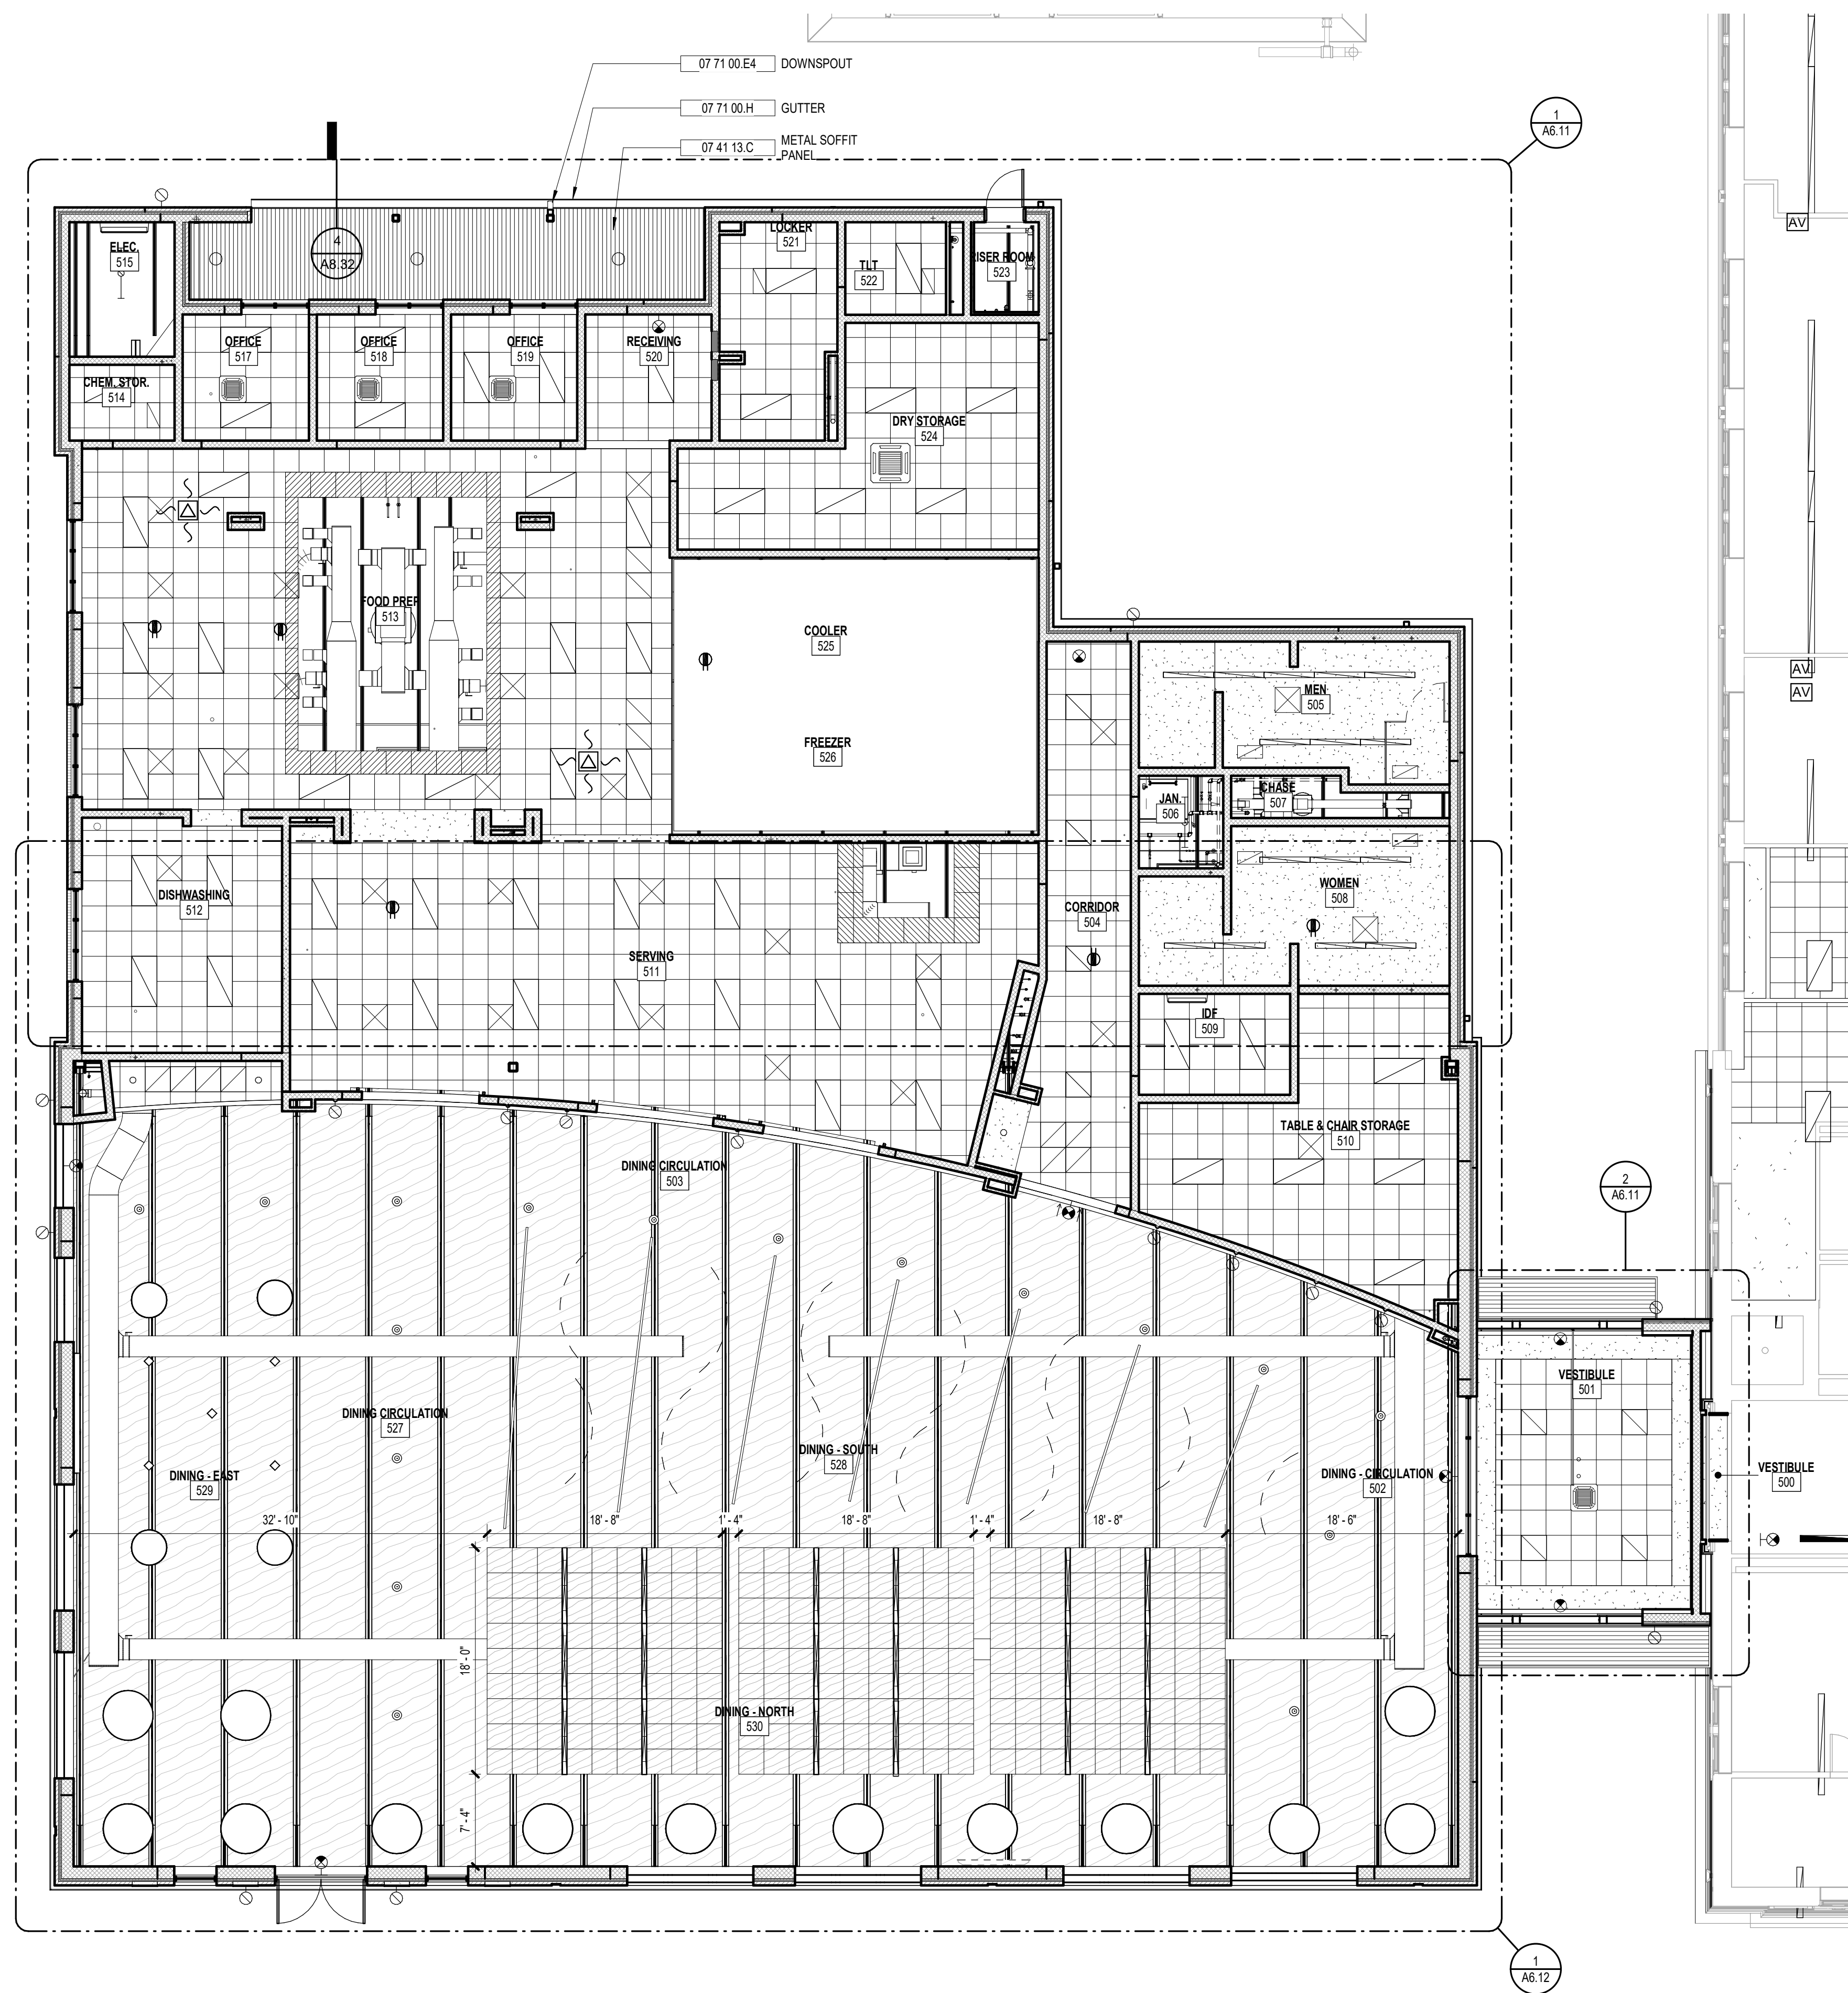 07 71 00.E4 DOWNSPOUT
07 71 00.H GUTTER
07 41 13.C METAL SOFFIT
PANEL
1
A6.11
4
A8.32
AV
ELEC.
515
LOCKER
521
TLT
522
RISER ROOM
523
OFFICE
517
OFFICE
518
OFFICE
519
RECEIVING
520
CHEM. STOR.
514
DRY STORAGE
524
FOOD PREP
513
COOLER
525
FREEZER
526
MEN
505
AV
AV
JAN.
506
CHASE
507
DISHWASHING
512
WOMEN
508
CORRIDOR
504
SERVING
511
IDF
509
TABLE & CHAIR STORAGE
510
DINING CIRCULATION
503
2
A6.11
VESTIBULE
501
DINING CIRCULATION
527
DINING - SOUTH
528
DINING - EAST
529
DINING - CIRCULATION
502
VESTIBULE
500
32' - 10"
18' - 8"
1' - 4"
18' - 8"
1' - 4"
18' - 8"
18' - 6"
18' - 0"
DINING - NORTH
530
7' - 4"
1
A6.12